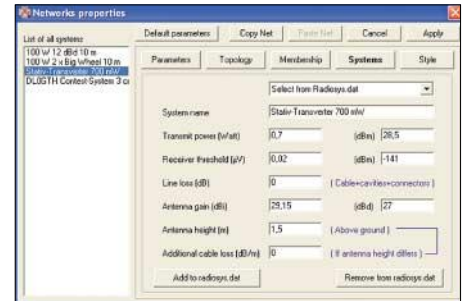 Networks properties
Default parameters Copy Net Paste Net Cancel Apply
List of all systems
100 W 12 dBd 10 m
100 W 2 x Big Wheel 10 m
Stativ-Transverter 700 mW
DL0GTH Contest-System 3 cm
Parameters Topology Membership Systems Style
Select from Radiosys.dat
System name Stativ-Transverter 700 mW
Transmit power (Watt) 0,7 (dBm) 28,5
Receiver threshold (µV) 0,02 (dBm) -141
Line loss (dB) 0 ( Cable+cavities+connectors )
Antenna gain (dBi) 29,15 (dBd) 27
Antenna height (m) 1,5 ( Above ground )
Additional cable loss (dB/m) 0 ( If antenna height differs )
Add to radiosys.dat Remove from radiosys.dat